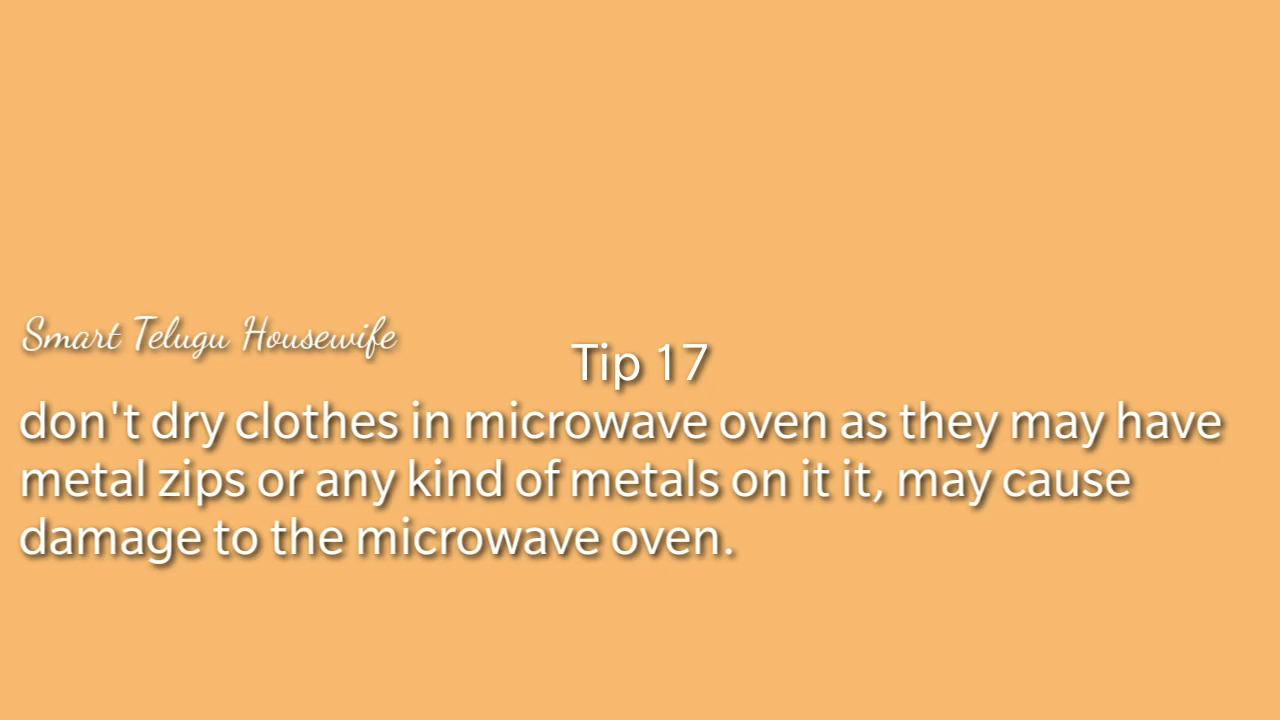 Smart Telugu Housewife
Tip 17
don't dry clothes in microwave oven as they may have
metal zips or any kind of metals on it it, may cause
damage to the microwave oven.